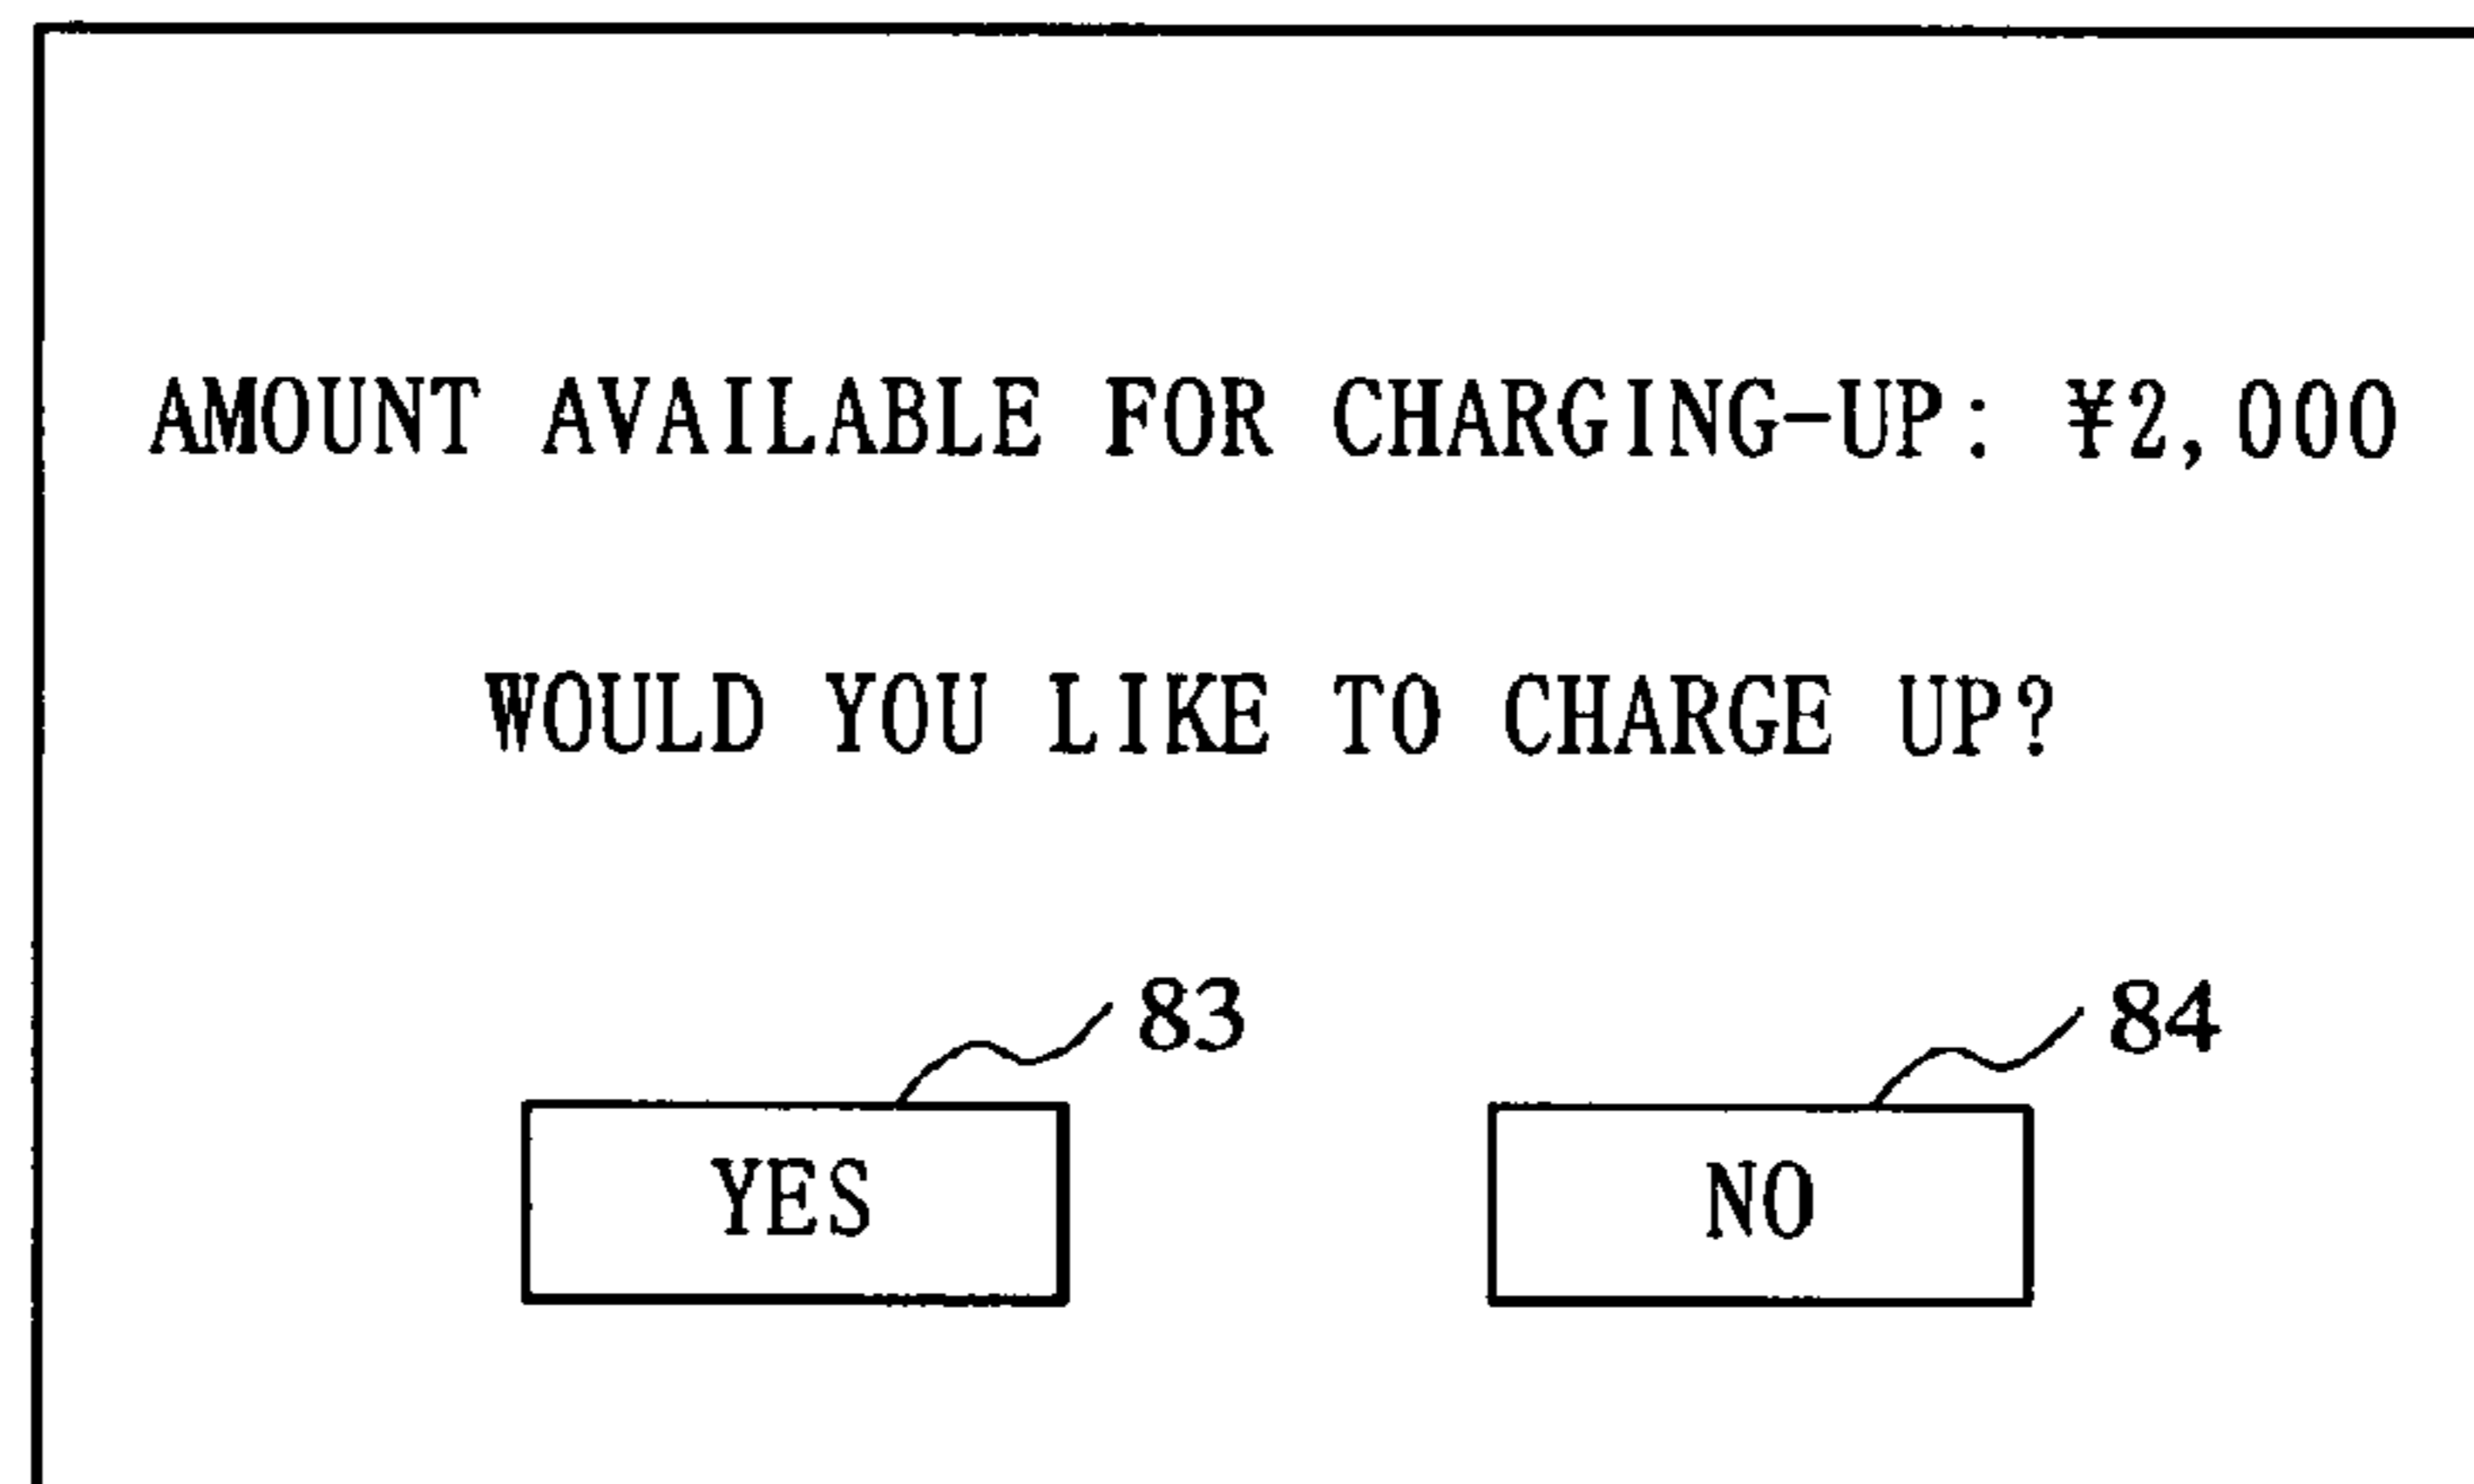 AMOUNT AVAILABLE FOR CHARGING-UP: ¥2,000
WOULD YOU LIKE TO CHARGE UP?
83 84
YES NO